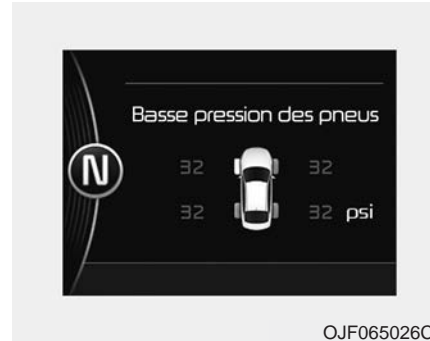 Basse pression des pneus
N
32 32
32 32 psi
OJF065026C